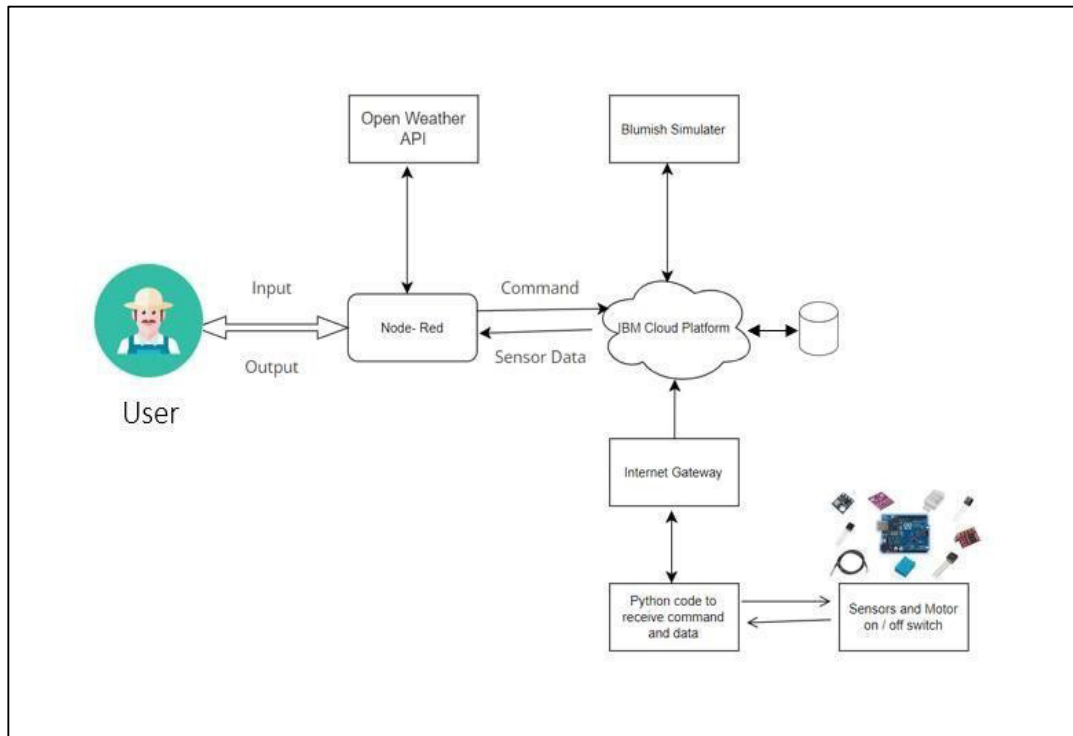 Open Weather
API
Blumish Simulater
Input
Command
Node- Red
IBM Cloud Platform
Output
Sensor Data
User
Internet Gateway
Python code to
receive command
and data
Sensors and Motor
on / off switch